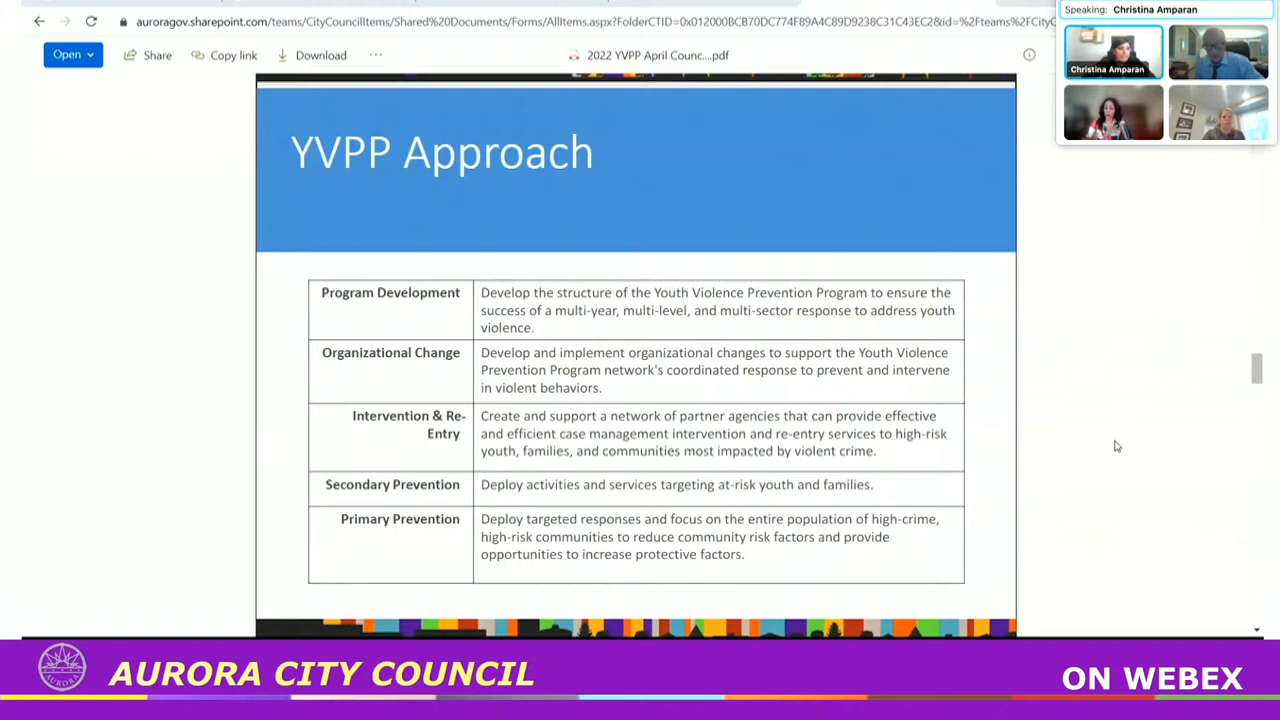 auroragov.sharepoint.com/teams/CityCouncilItems/Shared%20Documents/Forms/AllItems.aspx?FolderCTID=0x012000BCB70DC774F89A4C89D9238C31C43EC2&id=%2Fteams%2FCityC
Speaking: Christina Amparan
Open
Share
Copy link
Download
2022 YVPP April Counc....pdf
Christina Amparan
YVPP Approach
Program Development
Develop the structure of the Youth Violence Prevention Program to ensure the
success of a multi-year, multi-level, and multi-sector response to address youth
violence.
Organizational Change
Develop and implement organizational changes to support the Youth Violence
Prevention Program network's coordinated response to prevent and intervene
in violent behaviors.
Intervention & Re-
Entry
Create and support a network of partner agencies that can provide effective
and efficient case management intervention and re-entry services to high-risk
youth, families, and communities most impacted by violent crime.
Secondary Prevention
Deploy activities and services targeting at-risk youth and families.
Primary Prevention
Deploy targeted responses and focus on the entire population of high-crime,
high-risk communities to reduce community risk factors and provide
opportunities to increase protective factors.
AURORA
AURORA CITY COUNCIL
ON WEBEX